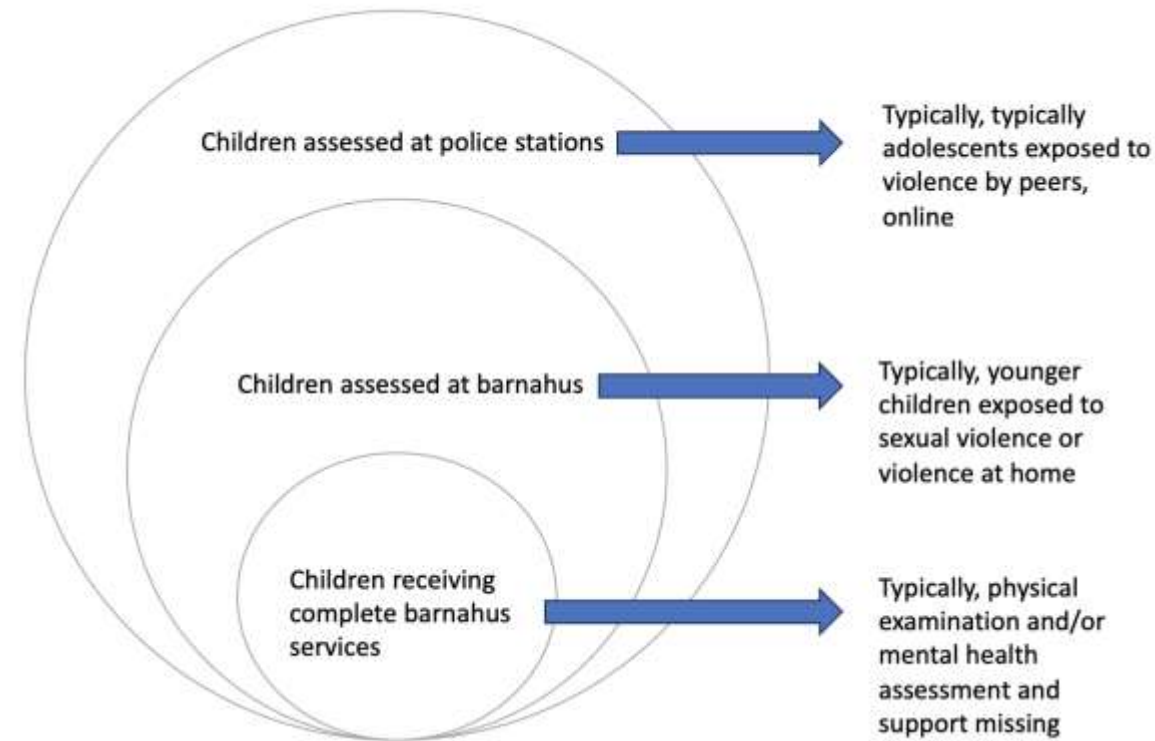 Children assessed at police stations
Typically, typically
adolescents exposed to
violence by peers,
online
Children assessed at barnahus
Typically, younger
children exposed to
sexual violence or
violence at home
Children receiving
complete barnahus
services
Typically, physical
examination and/or
mental health
assessment and
support missing